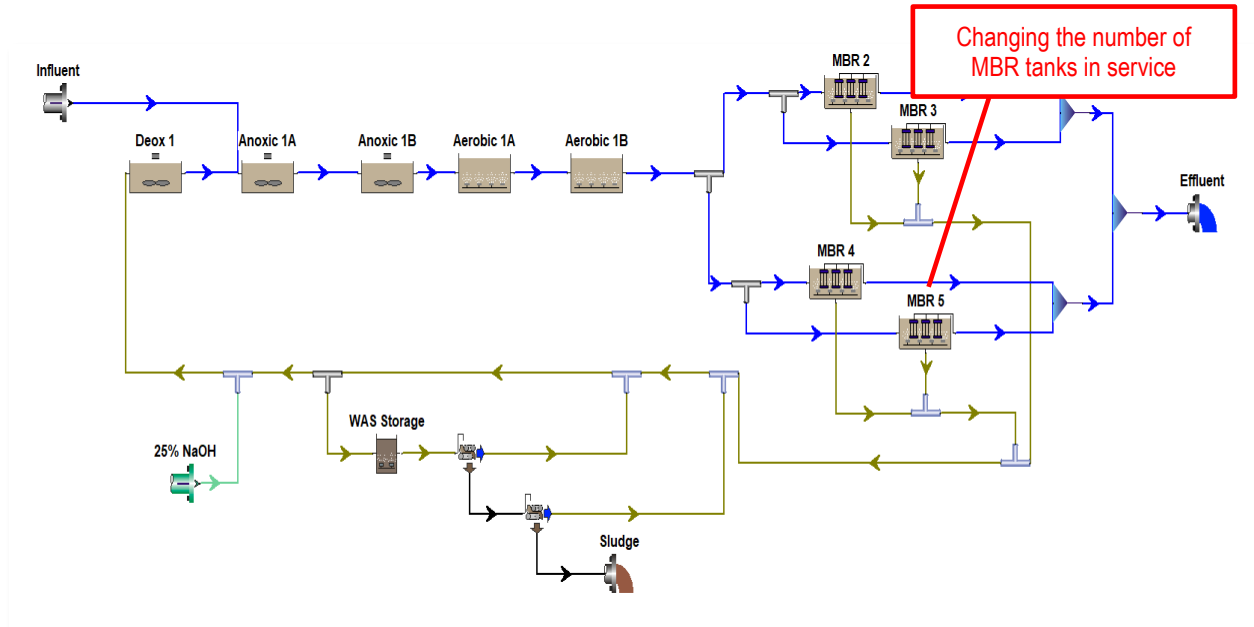 Changing the number of
MBR tanks in service
Influent
MBR 2
MBR 3
Deox 1
Anoxic 1A
Anoxic 1B
Aerobic 1A
Aerobic 1B
Effluent
MBR 4
MBR 5
WAS Storage
25% NaOH
Sludge